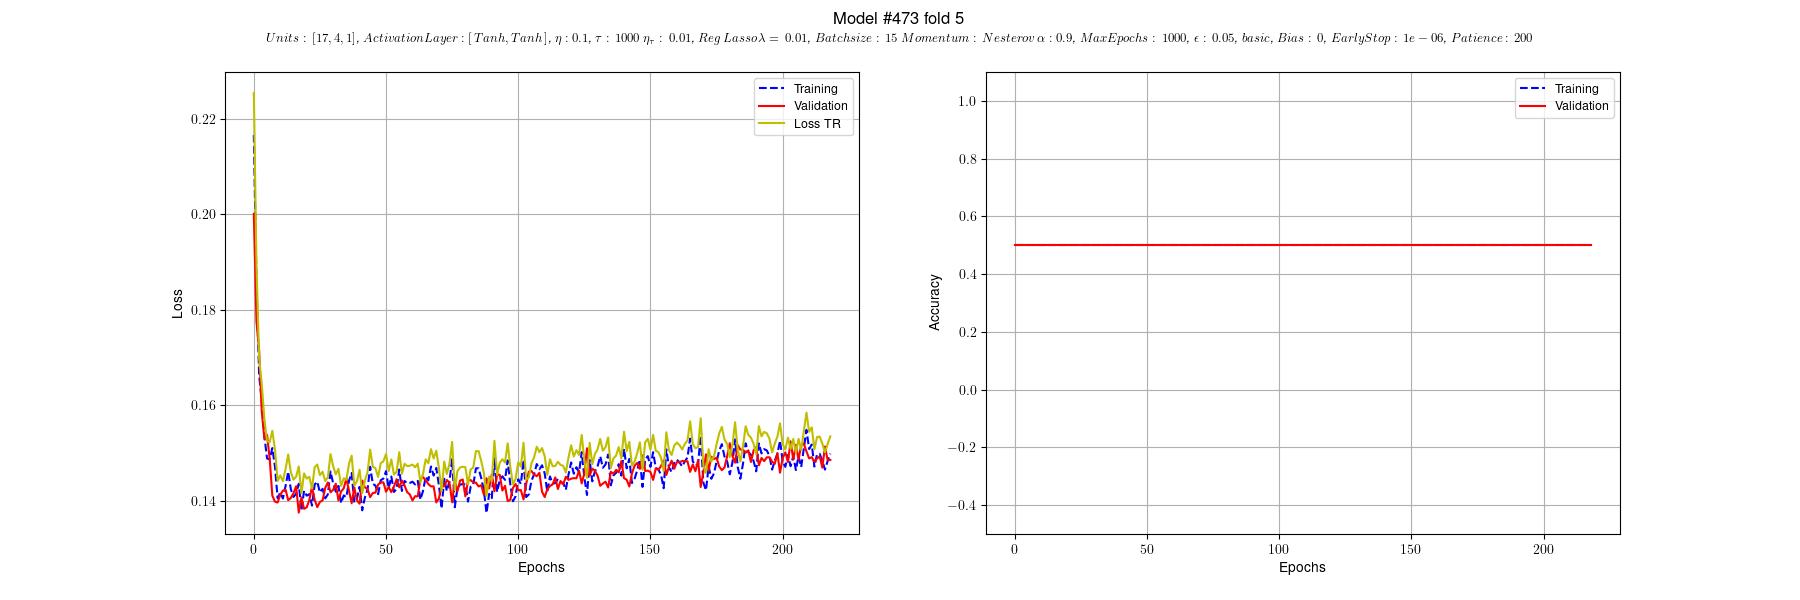 Model #473 fold 5
Units : [17, 4, 1], ActivationLayer : [Tanh, Tanh], η : 0.1, τ : 1000 η_τ : 0.01, Reg Lassoλ = 0.01, Batchsize : 15 Momentum : Nesterov α : 0.9, MaxEpochs : 1000, ϵ : 0.05, basic, Bias : 0, EarlyStop : 1e − 06, Patience : 200
Training
Validation
Loss TR
0.22
0.20
0.18
0.16
0.14
Loss
0 50 100 150 200
Epochs
Training
Validation
1.0
0.8
0.6
0.4
0.2
0.0
−0.2
−0.4
Accuracy
0 50 100 150 200
Epochs